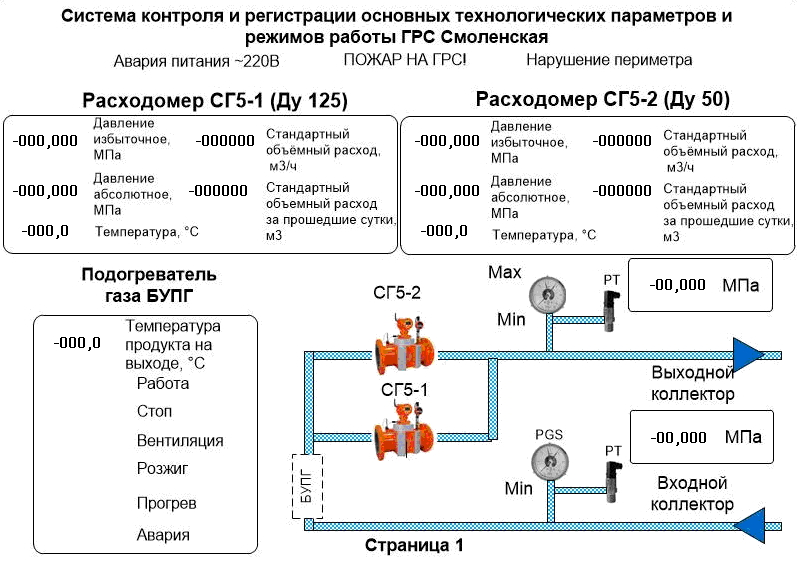 Система контроля и регистрации основных технологических параметров и
режимов работы ГРС Смоленская
Авария питания ~220В
ПОЖАР НА ГРС!
Нарушение периметра
Расходомер СГ5-1 (Ду 125)
-000,000
Давление
избыточное,
МПа
-000000
Стандартный
объёмный расход,
м3/ч
-000,000
Давление
абсолютное,
МПа
-000000
Стандартный
объемный расход
за прошедшие сутки,
м3
-000,0
Температура, °C
Расходомер СГ5-2 (Ду 50)
-000,000
Давление
избыточное,
МПа
-000000
Стандартный
объёмный расход,
м3/ч
-000,000
Давление
абсолютное,
МПа
-000000
Стандартный
объемный расход
за прошедшие сутки,
м3
-000,0
Температура, °C
Подогреватель
газа БУПГ
-000,0
Температура
продукта на
выходе, °C
Работа
Стоп
Вентиляция
Розжиг
Прогрев
Авария
СГ5-2
СГ5-1
БУПГ
Max
Min
PT
-00,000 МПа
Выходной
коллектор
PGS
Min
PT
-00,000 МПа
Входной
коллектор
Страница 1